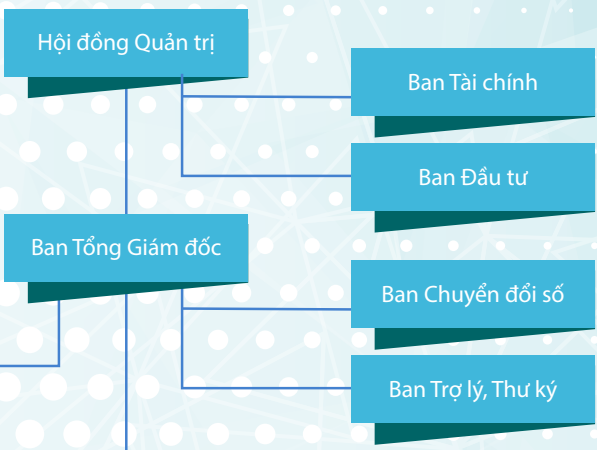 Hội đồng Quản trị
Ban Tài chính
Ban Đầu tư
Ban Tổng Giám đốc
Ban Chuyển đổi số
Ban Trợ lý, Thư ký